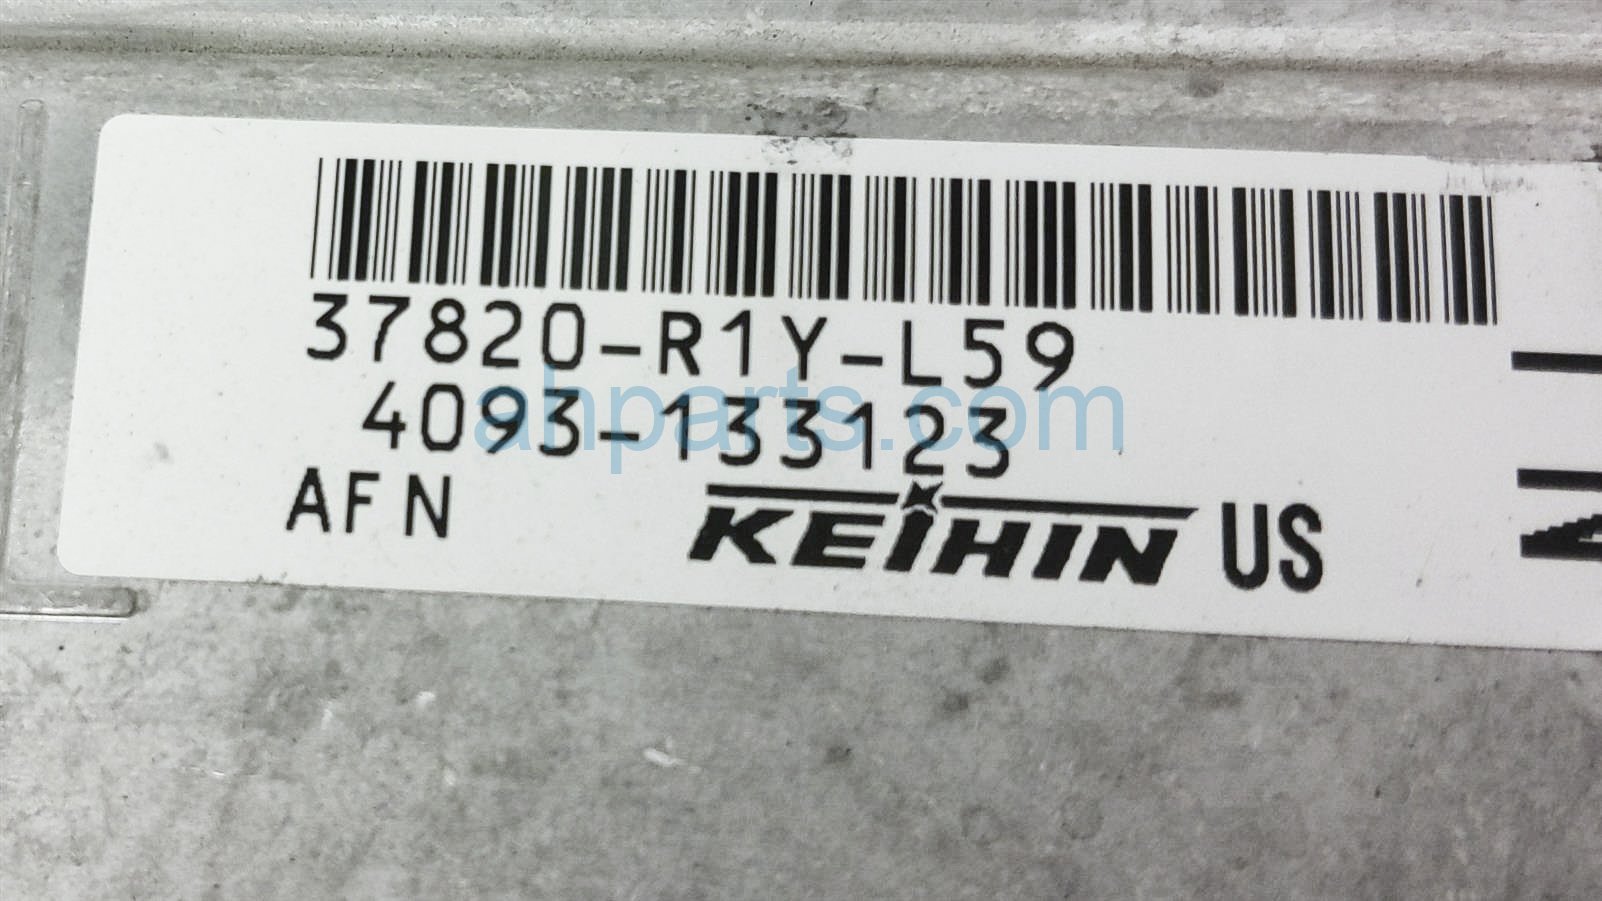 37820-R1Y-L59
4093-133123
AFN KEIHIN US
ahparts.com